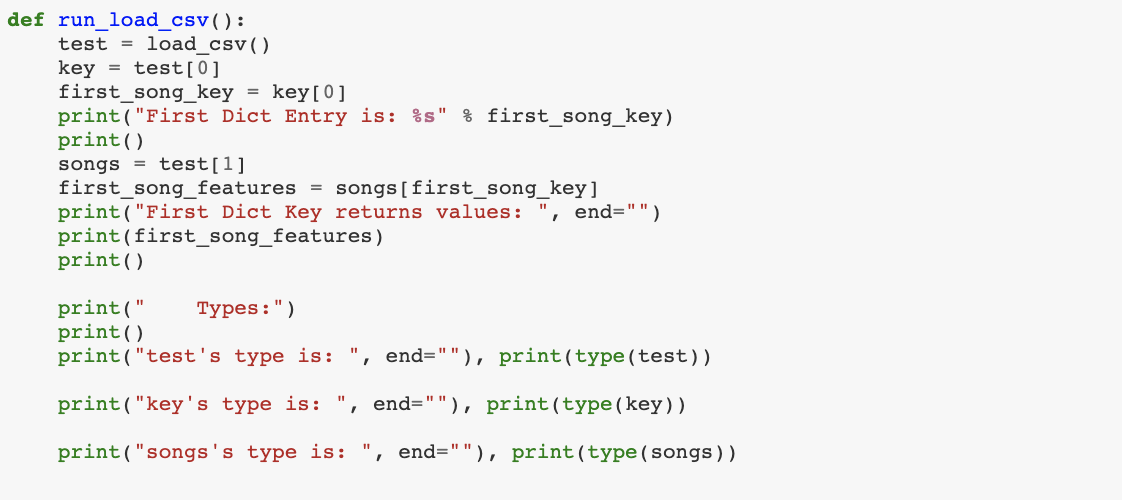 def run_load_csv():
    test = load_csv()
    key = test[0]
    first_song_key = key[0]
    print("First Dict Entry is: %s" % first_song_key)
    print()
    songs = test[1]
    first_song_features = songs[first_song_key]
    print("First Dict Key returns values: ", end="")
    print(first_song_features)
    print()

    print("    Types:")
    print()
    print("test's type is: ", end=""), print(type(test))

    print("key's type is: ", end=""), print(type(key))

    print("songs's type is: ", end=""), print(type(songs))